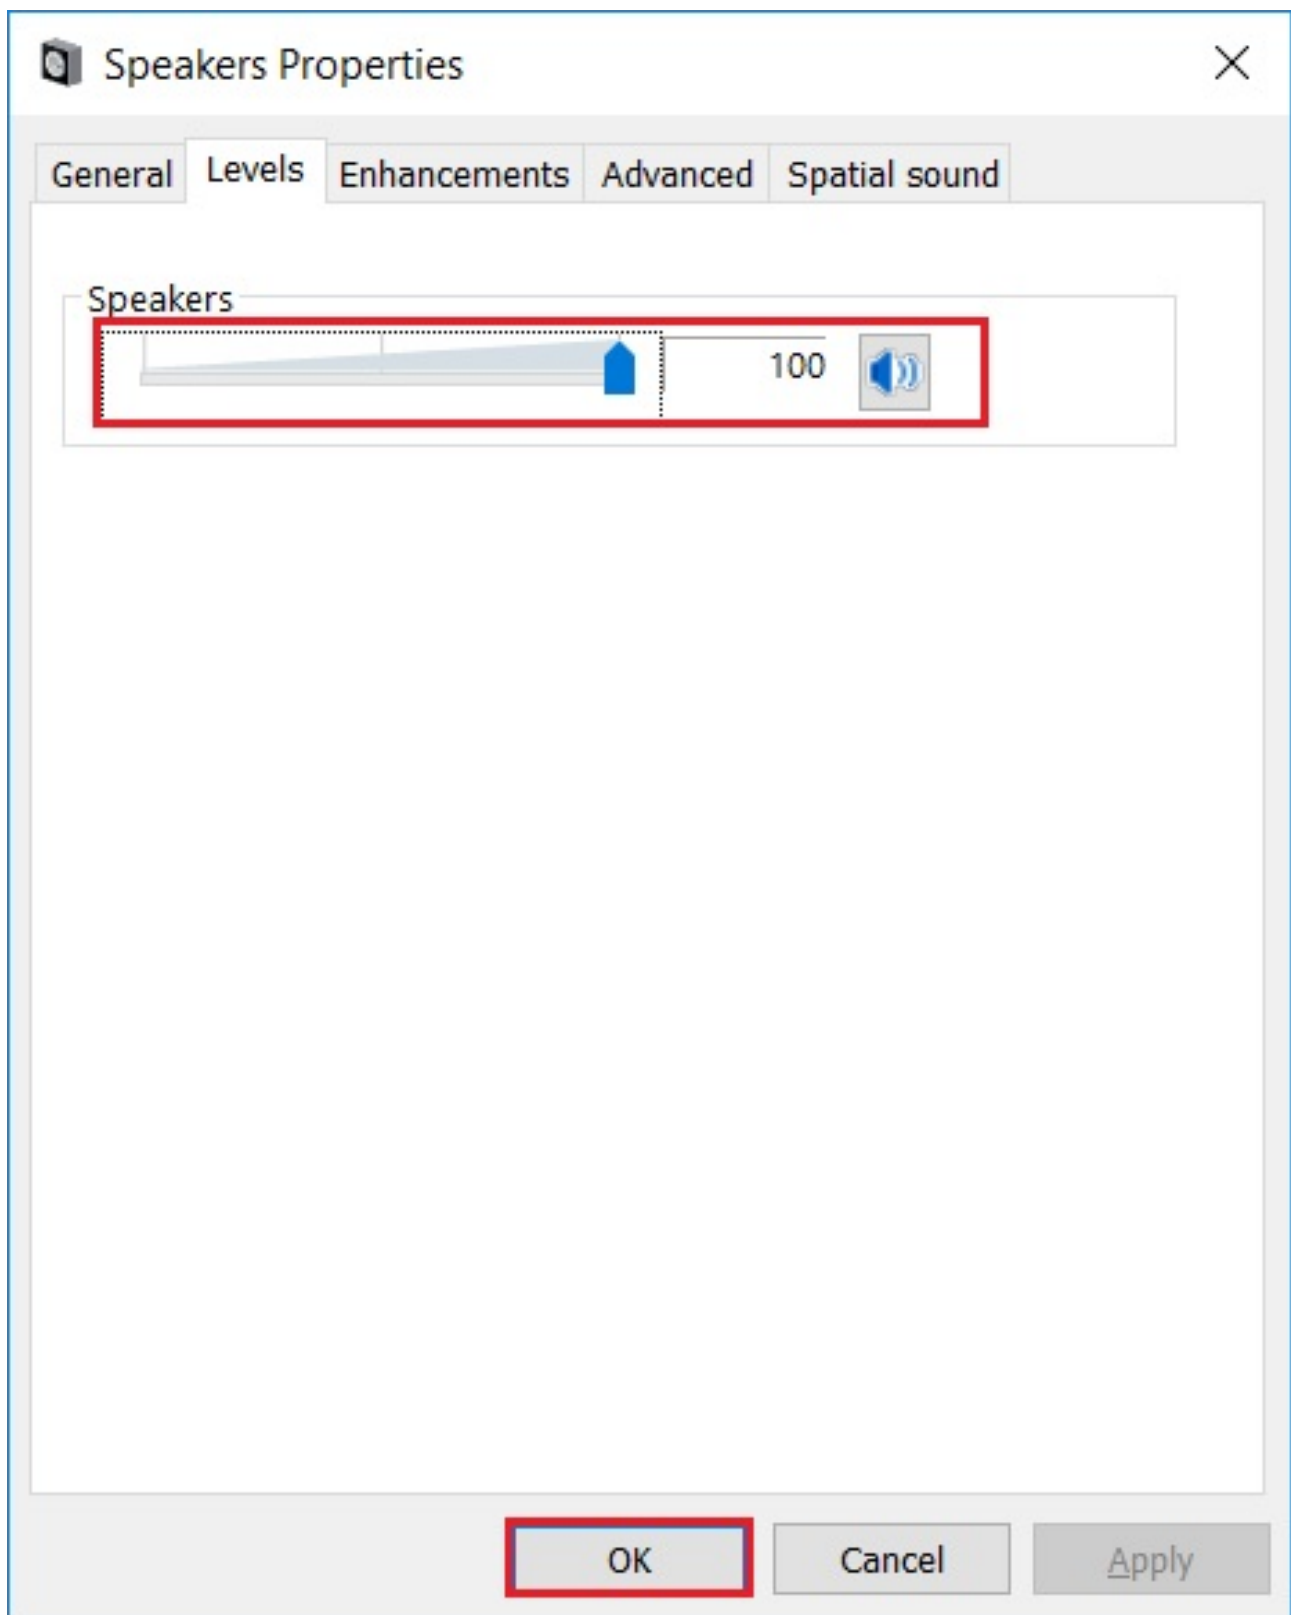 Speakers Properties
General Levels Enhancements Advanced Spatial sound
Speakers
100
OK Cancel Apply